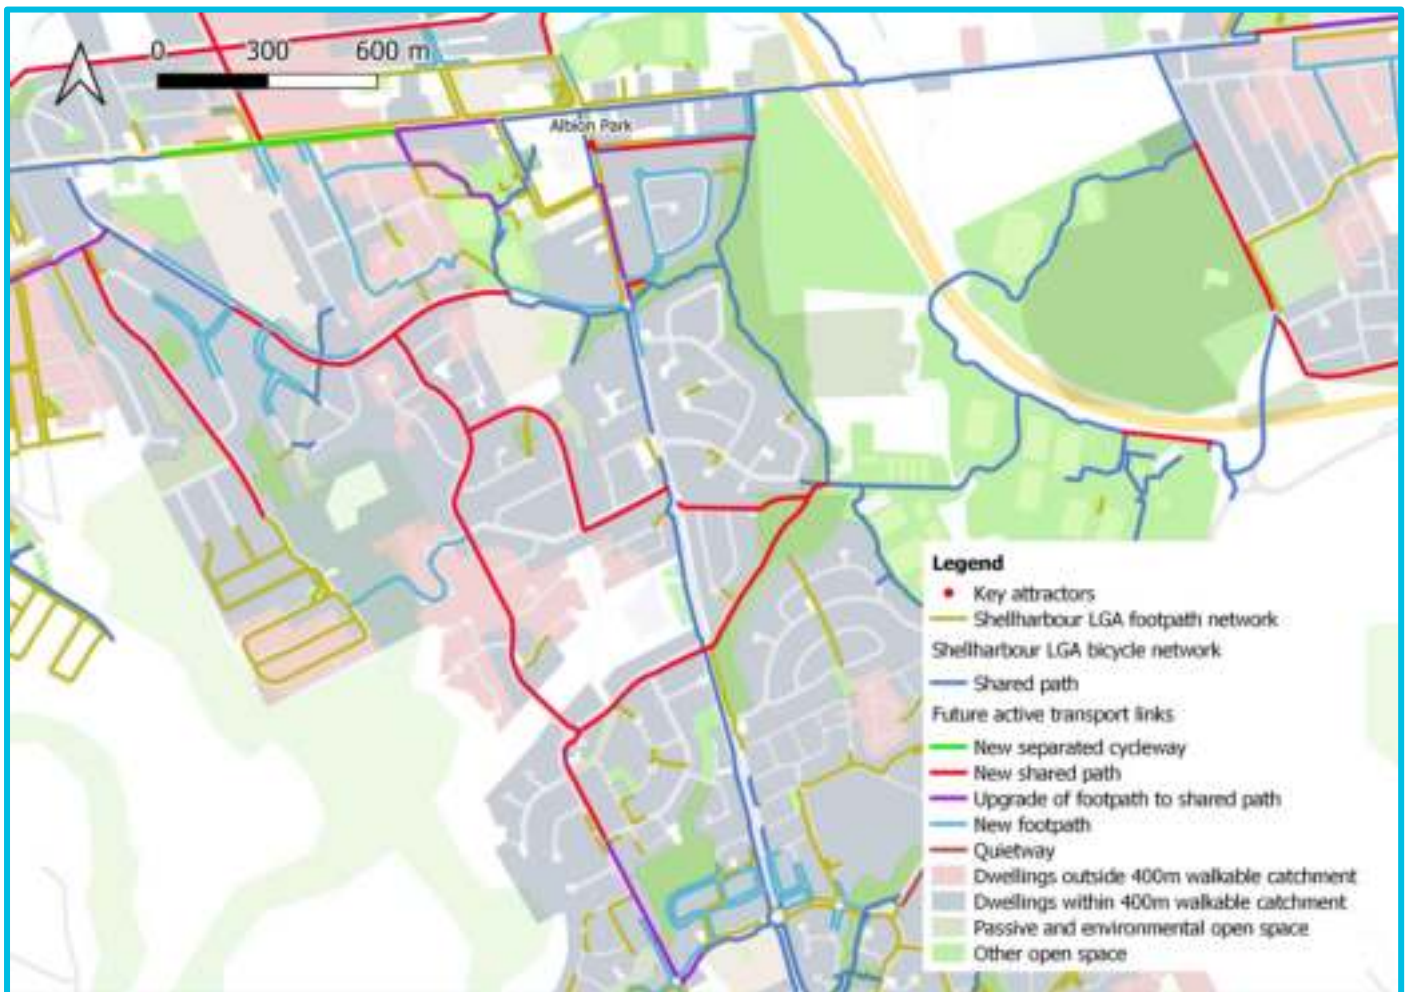 0 300 600 m
Albion Park
Legend
Key attractors
Shellharbour LGA footpath network
Shellharbour LGA bicycle network
Shared path
Future active transport links
New separated cycleway
New shared path
Upgrade of footpath to shared path
New footpath
Quietway
Dwellings outside 400m walkable catchment
Dwellings within 400m walkable catchment
Passive and environmental open space
Other open space